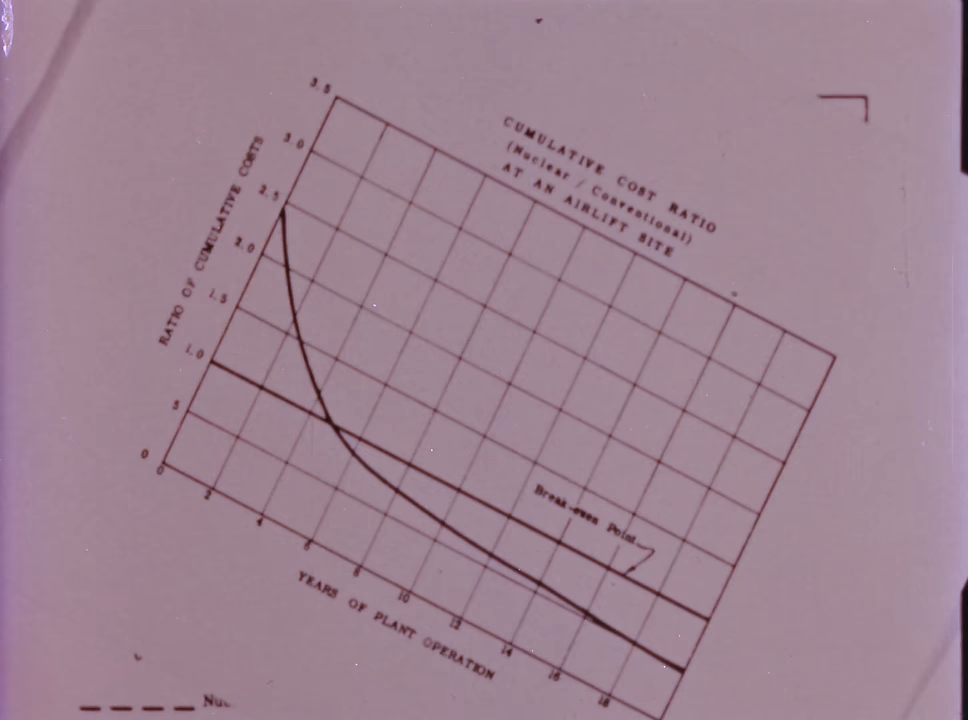 CUMULATIVE COST RATIO
(Nuclear / Conventional)
AT AN AIRLIFT SITE
RATIO OF CUMULATIVE COSTS
3.5
3.0
2.5
2.0
1.5
1.0
.5
0
0 2 4 6 8 10 12 14 16 18
YEARS OF PLANT OPERATION
Break-even Point